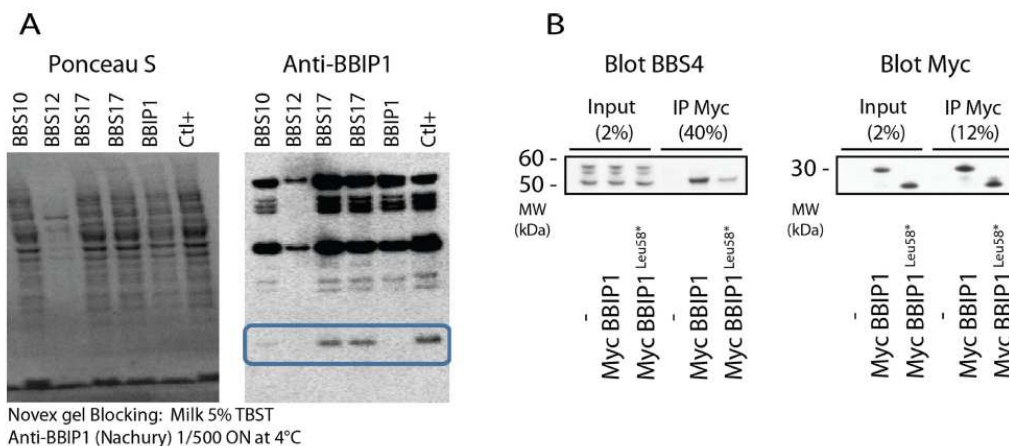 A
Ponceau S
Anti-BBIP1
BBS10
BBS12
BBS17
BBS17
BBIP1
Ctl+
BBS10
BBS12
BBS17
BBS17
BBIP1
Ctl+
Novex gel Blocking: Milk 5% TBST
Anti-BBIP1 (Nachury) 1/500 ON at 4°C
B
Blot BBS4
Input
(2%)
IP Myc
(40%)
60 -
50 -
MW
(kDa)
-
Myc BBIP1
Myc BBIP1 Leu58*
-
Myc BBIP1
Myc BBIP1 Leu58*
Blot Myc
Input
(2%)
IP Myc
(12%)
30 -
MW
(kDa)
-
Myc BBIP1
Myc BBIP1 Leu58*
-
Myc BBIP1
Myc BBIP1 Leu58*